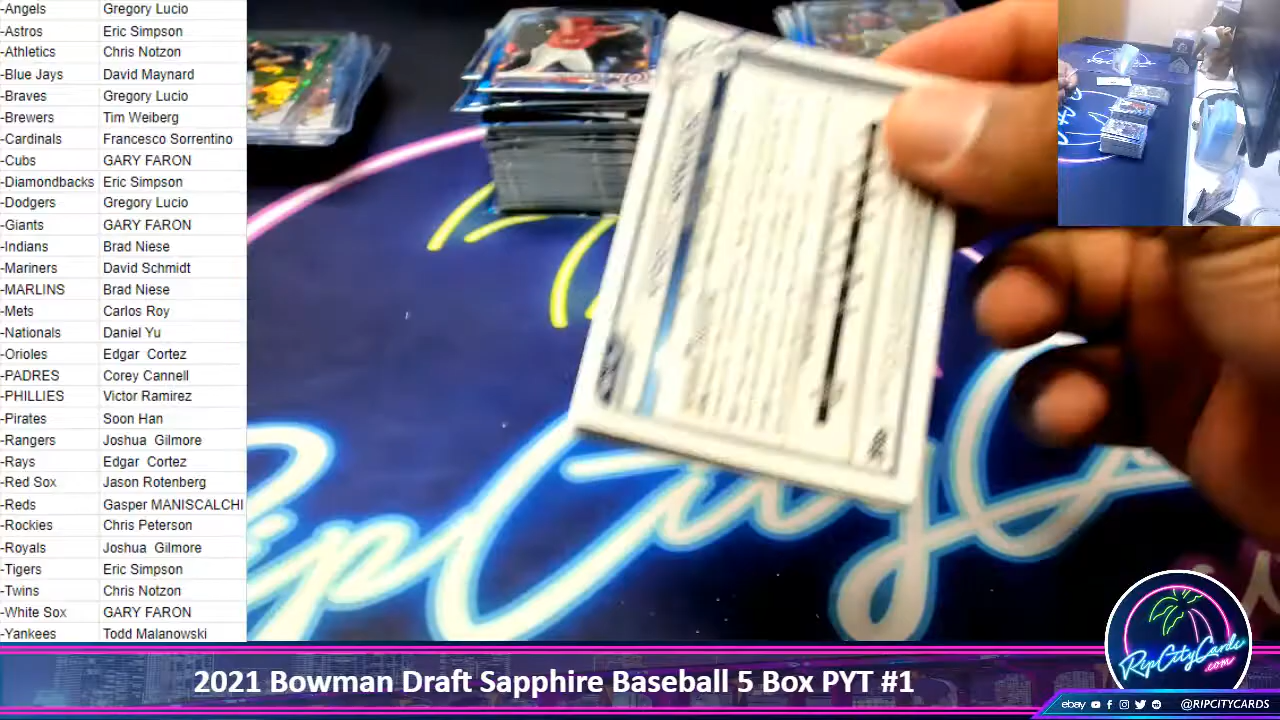 -Angels Gregory Lucio
-Astros Eric Simpson
-Athletics Chris Notzon
-Blue Jays David Maynard
-Braves Gregory Lucio
-Brewers Tim Weiberg
-Cardinals Francesco Sorrentino
-Cubs GARY FARON
-Diamondbacks Eric Simpson
-Dodgers Gregory Lucio
-Giants GARY FARON
-Indians Brad Niese
-Mariners David Schmidt
-MARLINS Brad Niese
-Mets Carlos Roy
-Nationals Daniel Yu
-Orioles Edgar Cortez
-PADRES Corey Cannell
-PHILLIES Victor Ramirez
-Pirates Soon Han
-Rangers Joshua Gilmore
-Rays Edgar Cortez
-Red Sox Jason Rotenberg
-Reds Gasper MANISCALCHI
-Rockies Chris Peterson
-Royals Joshua Gilmore
-Tigers Eric Simpson
-Twins Chris Notzon
-White Sox GARY FARON
-Yankees Todd Malanowski
RipCityC
RipCityCards
.com
2021 Bowman Draft Sapphire Baseball 5 Box PYT #1
ebay @RIPCITYCARDS